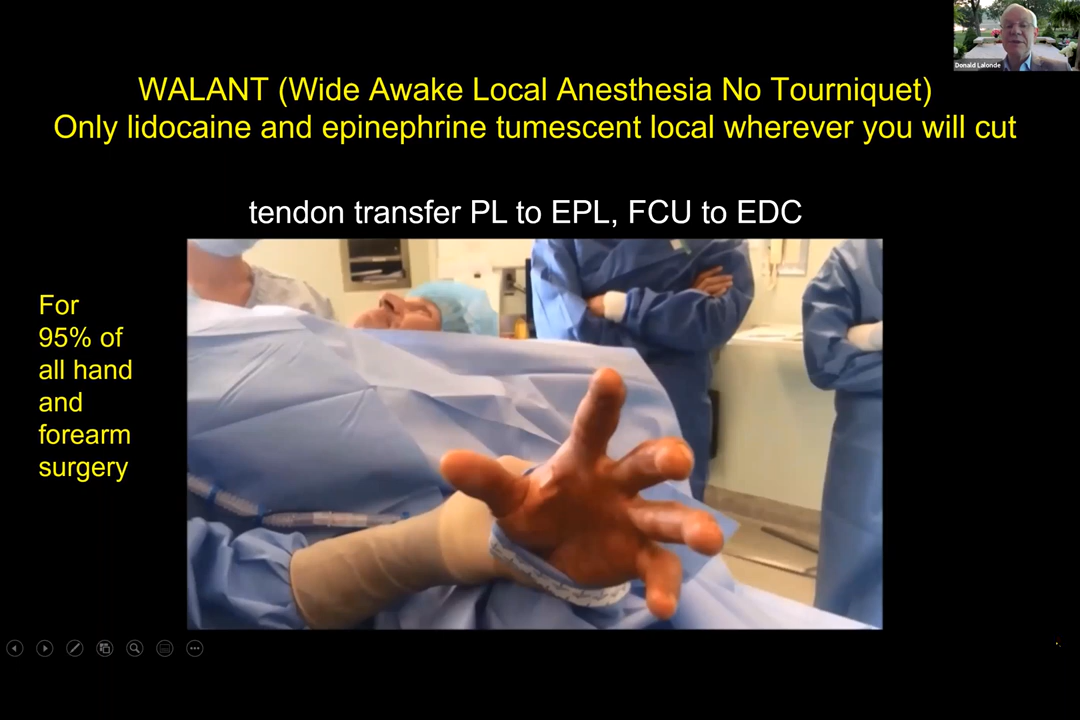 Donald Lalonde
WALANT (Wide Awake Local Anesthesia No Tourniquet)
Only lidocaine and epinephrine tumescent local wherever you will cut
tendon transfer PL to EPL, FCU to EDC
For
95% of
all hand
and
forearm
surgery